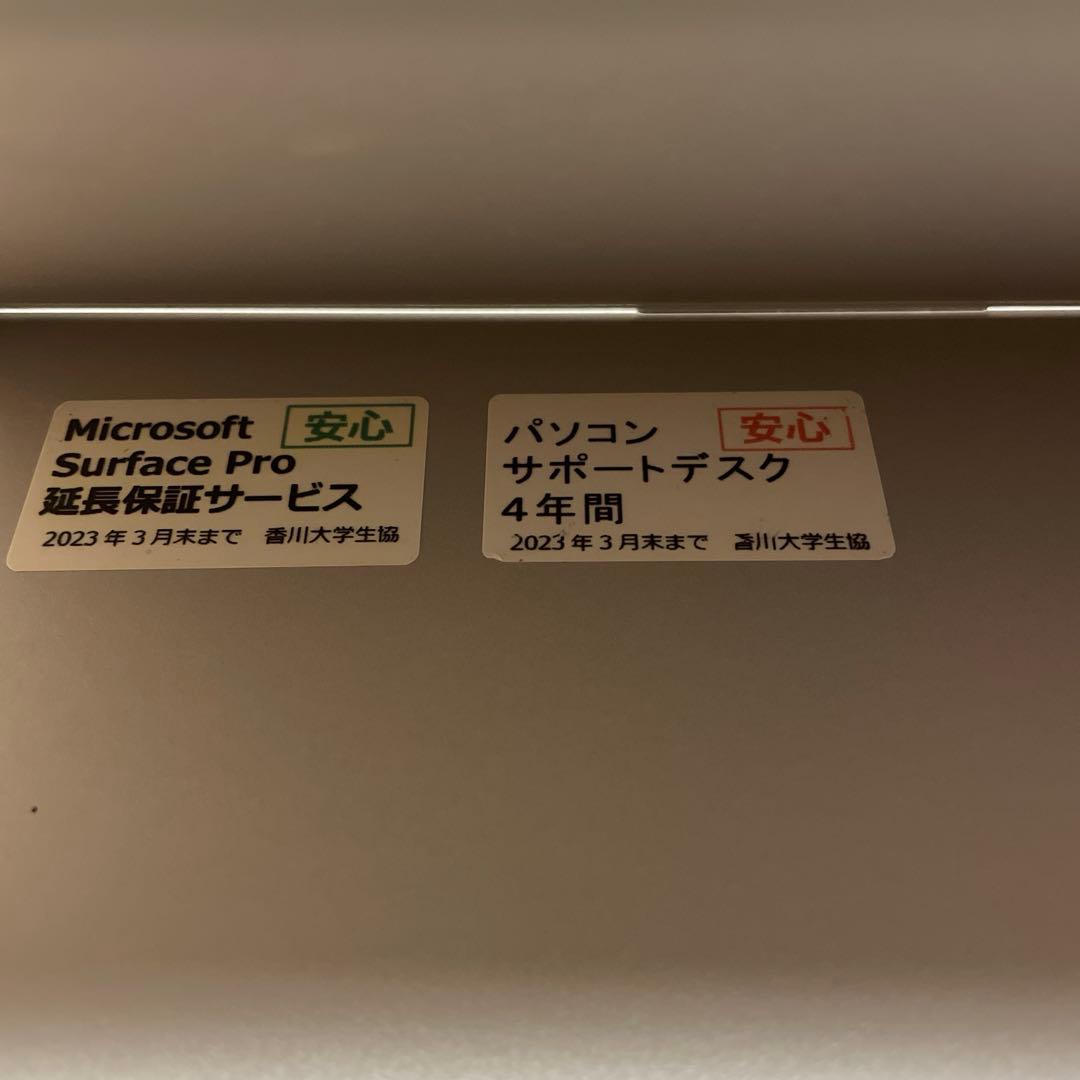 Microsoft 安心
Surface Pro
延長保証サービス
2023年3月末まで 香川大学生協
パソコン 安心
サポートデスク
4年間
2023年3月末まで 香川大学生協